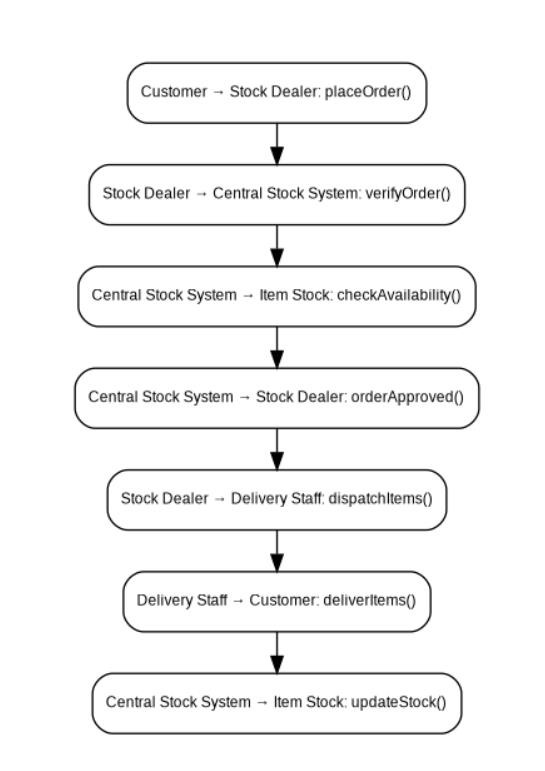 Customer → Stock Dealer: placeOrder()
Stock Dealer → Central Stock System: verifyOrder()
Central Stock System → Item Stock: checkAvailability()
Central Stock System → Stock Dealer: orderApproved()
Stock Dealer → Delivery Staff: dispatchItems()
Delivery Staff → Customer: deliverItems()
Central Stock System → Item Stock: updateStock()